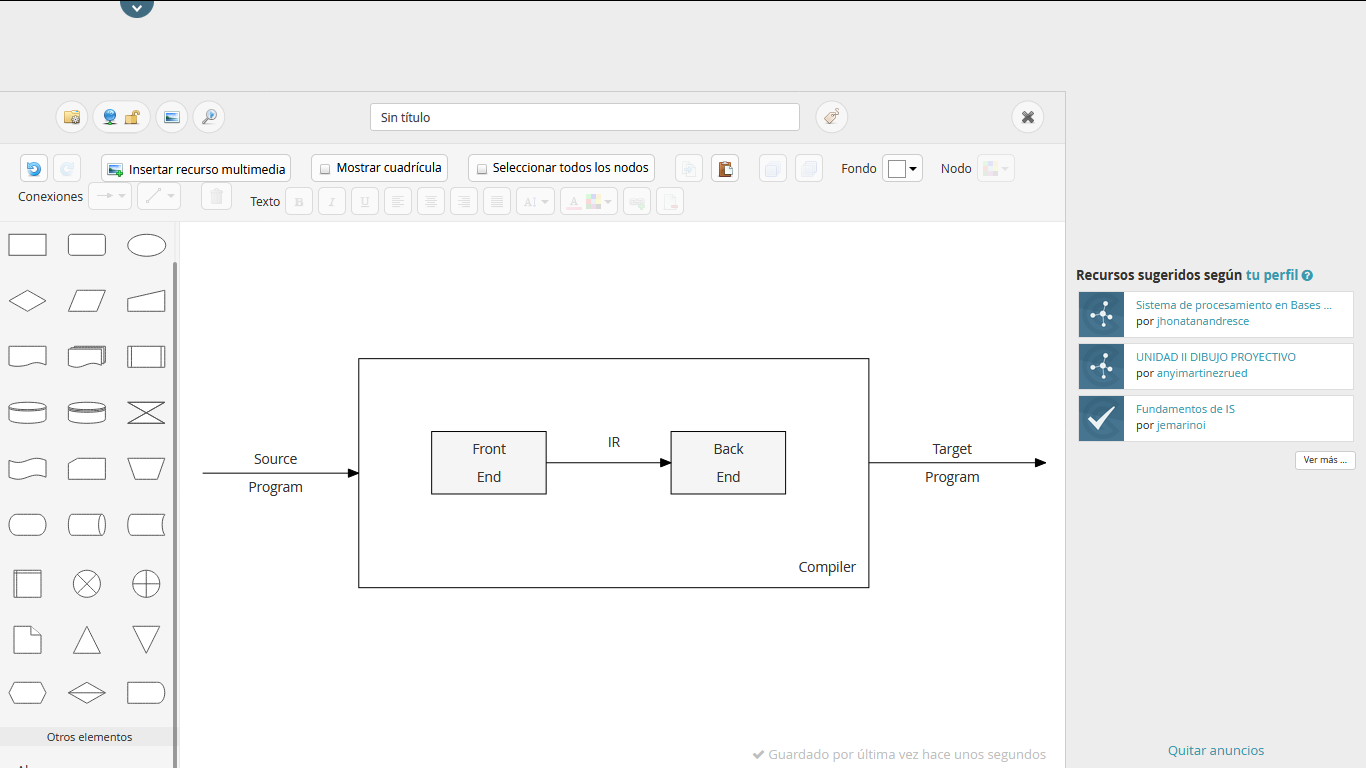 Sin título
Insertar recurso multimedia
Mostrar cuadrícula
Seleccionar todos los nodos
Fondo
Nodo
Conexiones
Texto
B
I
U
AI
A
Source
Program
Front
End
IR
Back
End
Target
Program
Compiler
Otros elementos
Guardado por última vez hace unos segundos
Recursos sugeridos según tu perfil
Sistema de procesamiento en Bases ...
por jhonatanandresce
UNIDAD II DIBUJO PROYECTIVO
por anyimartinezrued
Fundamentos de IS
por jemarinoi
Ver más ...
Quitar anuncios